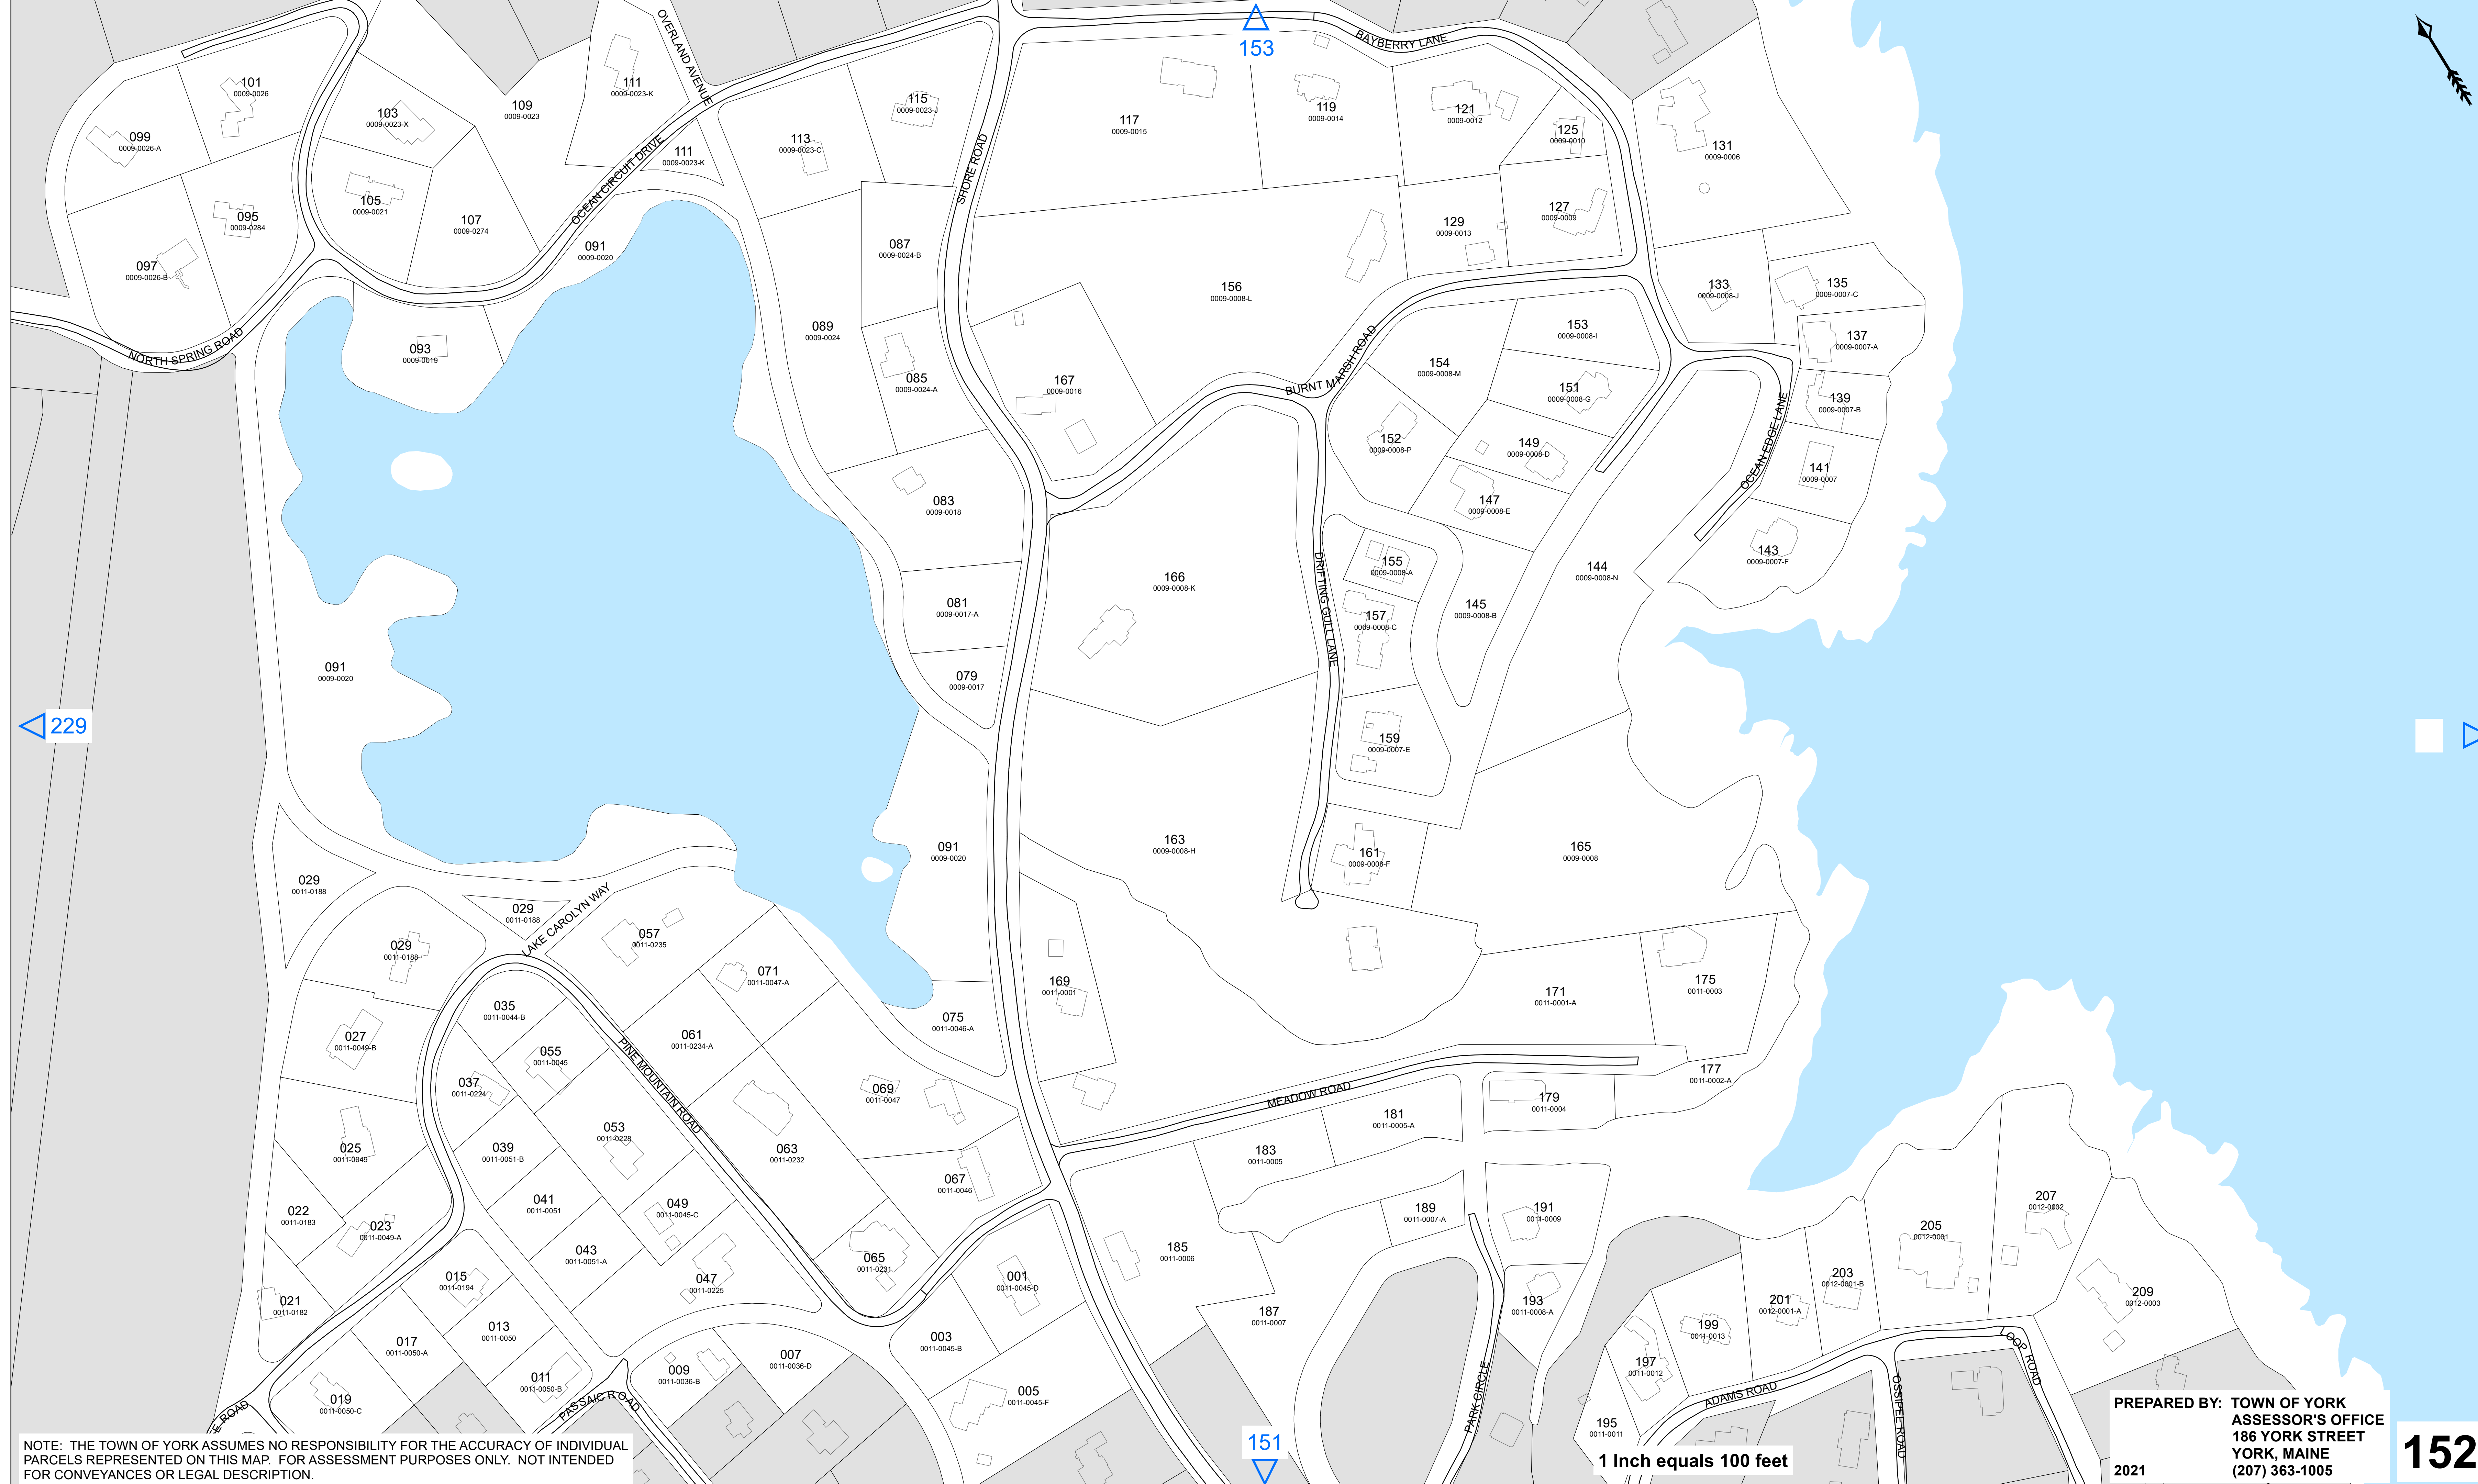 153
BAYBERRY LANE
OVERLAND AVENUE
101
0009-0026
111
0009-0023-K
109
0009-0023
103
0009-0023-X
099
0009-0026-A
115
0009-0023-J
113
0009-0023-C
117
0009-0015
119
0009-0014
121
0009-0012
125
0009-0010
131
0009-0006
111
0009-0023-K
OCEAN CIRCUIT DRIVE
SHORE ROAD
105
0009-0021
107
0009-0274
095
0009-0284
097
0009-0026-B
091
0009-0020
087
0009-0024-B
129
0009-0013
127
0009-0009
156
0009-0008-L
133
0009-0008-J
135
0009-0007-C
137
0009-0007-A
NORTH SPRING ROAD
093
0009-0019
089
0009-0024
085
0009-0024-A
167
0009-0016
BURNT MARSH ROAD
153
0009-0008-I
154
0009-0008-M
151
0009-0008-G
139
0009-0007-B
152
0009-0008-P
149
0009-0008-D
OCEAN EDGE LANE
141
0009-0007
083
0009-0018
147
0009-0008-E
143
0009-0007-F
155
0009-0008-A
144
0009-0008-N
166
0009-0008-K
DRIFTING GULL LANE
081
0009-0017-A
145
0009-0008-B
157
0009-0008-C
091
0009-0020
079
0009-0017
229
159
0009-0007-E
163
0009-0008-H
091
0009-0020
161
0009-0008-F
165
0009-0008
029
0011-0188
029
0011-0188
LAKE CAROLYN WAY
029
0011-0188
057
0011-0235
071
0011-0047-A
169
0011-0001
171
0011-0001-A
175
0011-0003
035
0011-0044-B
075
0011-0046-A
027
0011-0049-B
061
0011-0234-A
055
0011-0045
PINE MOUNTAIN ROAD
037
0011-0224
069
0011-0047
MEADOW ROAD
177
0011-0002-A
179
0011-0004
181
0011-0005-A
053
0011-0228
025
0011-0049
039
0011-0051-B
063
0011-0232
183
0011-0005
067
0011-0046
041
0011-0051
049
0011-0045-C
022
0011-0183
023
0011-0049-A
189
0011-0007-A
191
0011-0009
207
0012-0002
205
0012-0001
043
0011-0051-A
065
0011-0231
185
0011-0006
015
0011-0194
047
0011-0225
001
0011-0045-D
021
0011-0182
193
0011-0008-A
187
0011-0007
203
0012-0001-B
201
0012-0001-A
209
0012-0003
199
0011-0013
017
0011-0050-A
013
0011-0050
003
0011-0045-B
007
0011-0036-D
009
0011-0036-B
011
0011-0050-B
197
0011-0012
LOOP ROAD
019
0011-0050-C
005
0011-0045-F
PASSAIC ROAD
PARK CIRCLE
ADAMS ROAD
OSSIPEE ROAD
E ROAD
195
0011-0011
151
1 Inch equals 100 feet
NOTE: THE TOWN OF YORK ASSUMES NO RESPONSIBILITY FOR THE ACCURACY OF INDIVIDUAL
PARCELS REPRESENTED ON THIS MAP. FOR ASSESSMENT PURPOSES ONLY. NOT INTENDED
FOR CONVEYANCES OR LEGAL DESCRIPTION.
PREPARED BY: TOWN OF YORK
ASSESSOR'S OFFICE
186 YORK STREET
YORK, MAINE
2021 (207) 363-1005
152